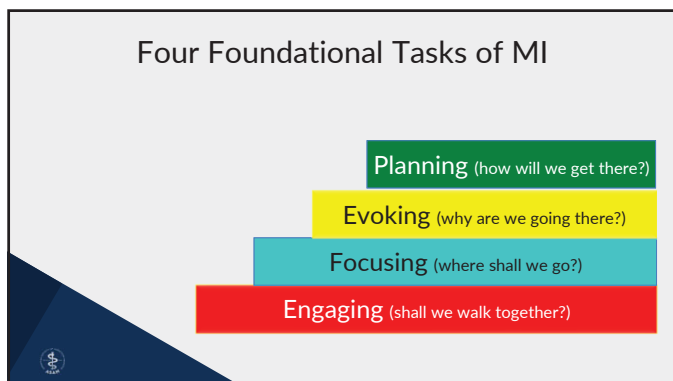 Four Foundational Tasks of MI
Planning (how will we get there?)
Evoking (why are we going there?)
Focusing (where shall we go?)
Engaging (shall we walk together?)
ASAM